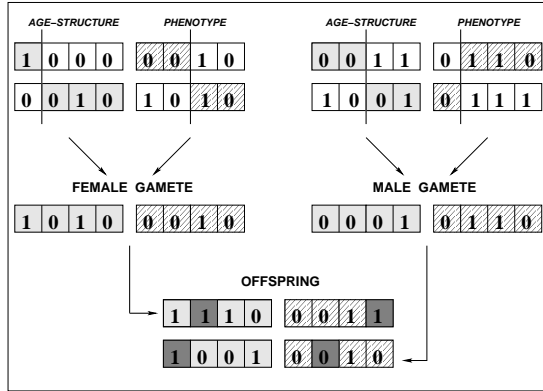 AGE–STRUCTURE PHENOTYPE AGE–STRUCTURE PHENOTYPE
1 0 0 0 0 0 1 0 0 0 1 1 0 1 1 0
0 0 1 0 1 0 1 0 1 0 0 1 0 1 1 1
FEMALE GAMETE MALE GAMETE
1 0 1 0 0 0 1 0 0 0 0 1 0 1 1 0
OFFSPRING
1 1 1 0 0 0 1 1
1 0 0 1 0 0 1 0